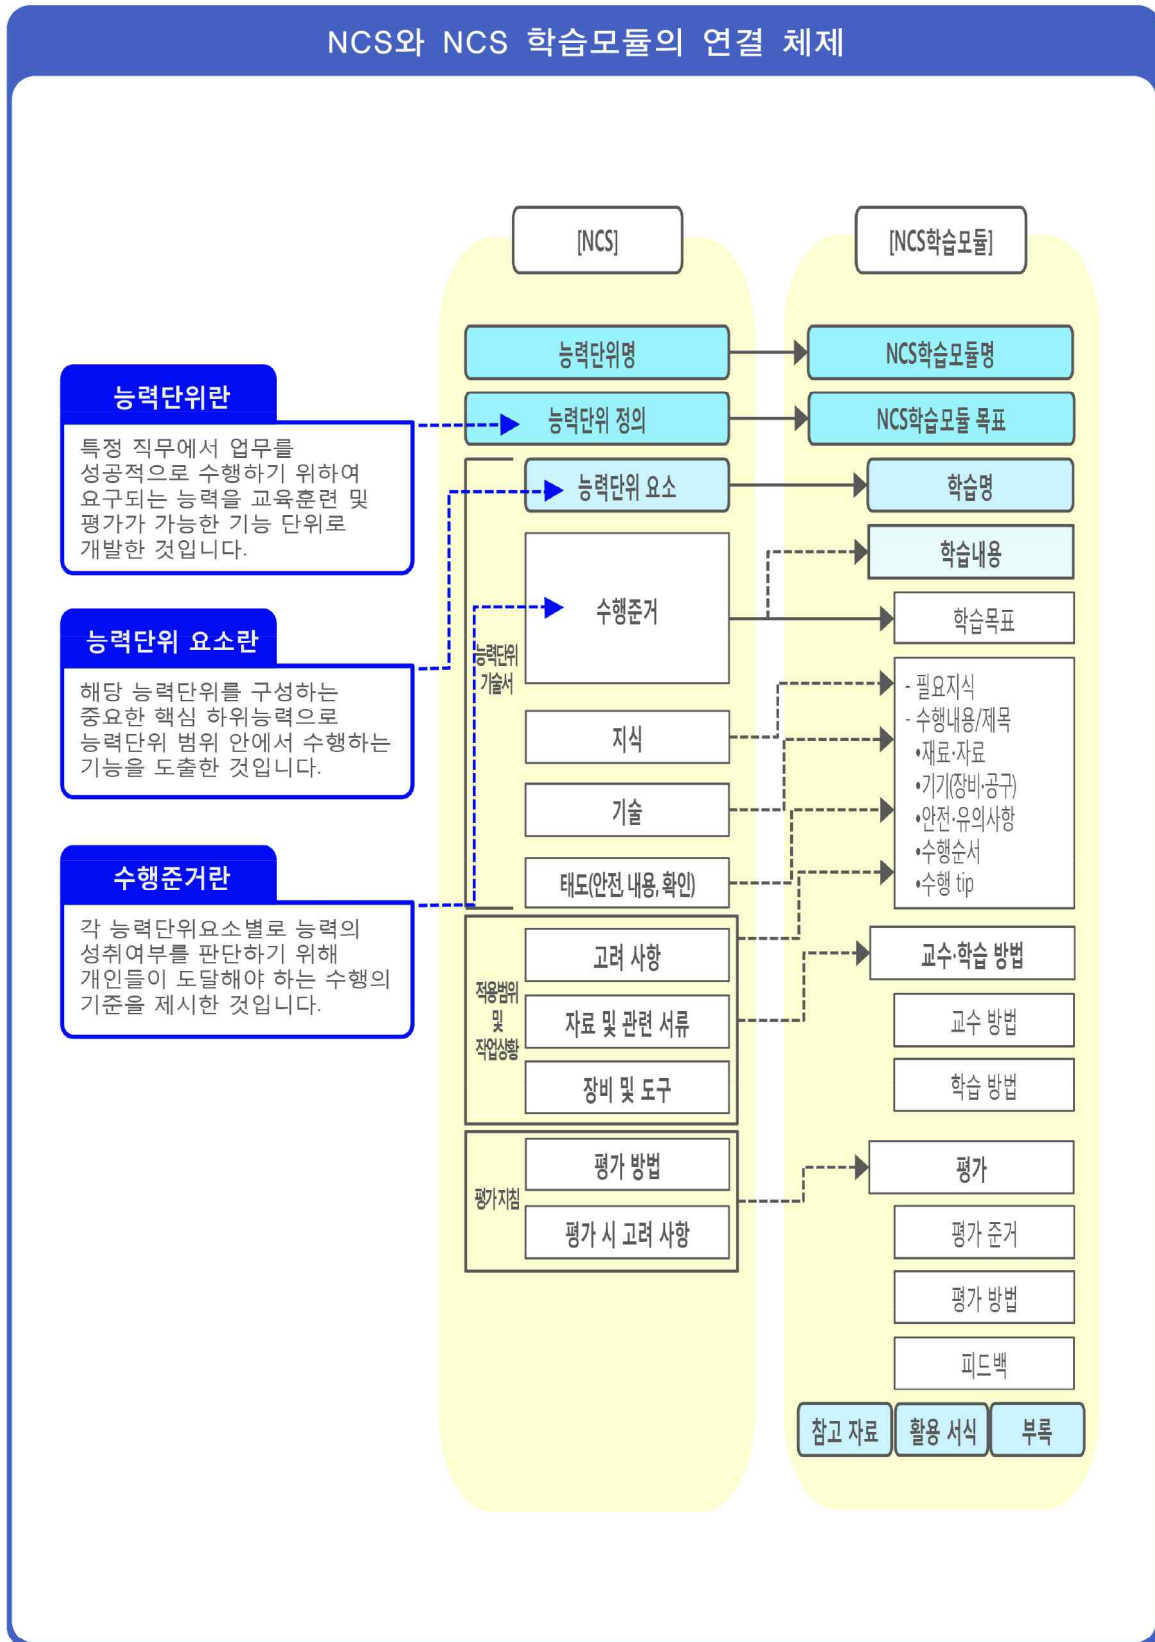 NCS와 NCS 학습모듈의 연결 체제
[NCS]
[NCS학습모듈]
능력단위명
NCS학습모듈명
능력단위란
특정 직무에서 업무를
성공적으로 수행하기 위하여
요구되는 능력을 교육훈련 및
평가가 가능한 기능 단위로
개발한 것입니다.
능력단위 정의
NCS학습모듈 목표
능력단위 요소
학습명
학습내용
수행준거
학습목표
능력단위 요소란
해당 능력단위를 구성하는
중요한 핵심 하위능력으로
능력단위 범위 안에서 수행하는
기능을 도출한 것입니다.
능력단위
기술서
- 필요지식
- 수행내용/제목
•재료·자료
•기기(장비·공구)
•안전·유의사항
•수행순서
•수행 tip
지식
기술
태도(안전, 내용, 확인)
수행준거란
각 능력단위요소별로 능력의
성취여부를 판단하기 위해
개인들이 도달해야 하는 수행의
기준을 제시한 것입니다.
적용범위
및
작업상황
고려 사항
자료 및 관련 서류
장비 및 도구
교수·학습 방법
교수 방법
학습 방법
평가 지침
평가 방법
평가 시 고려 사항
평가
평가 준거
평가 방법
피드백
참고 자료
활용 서식
부록